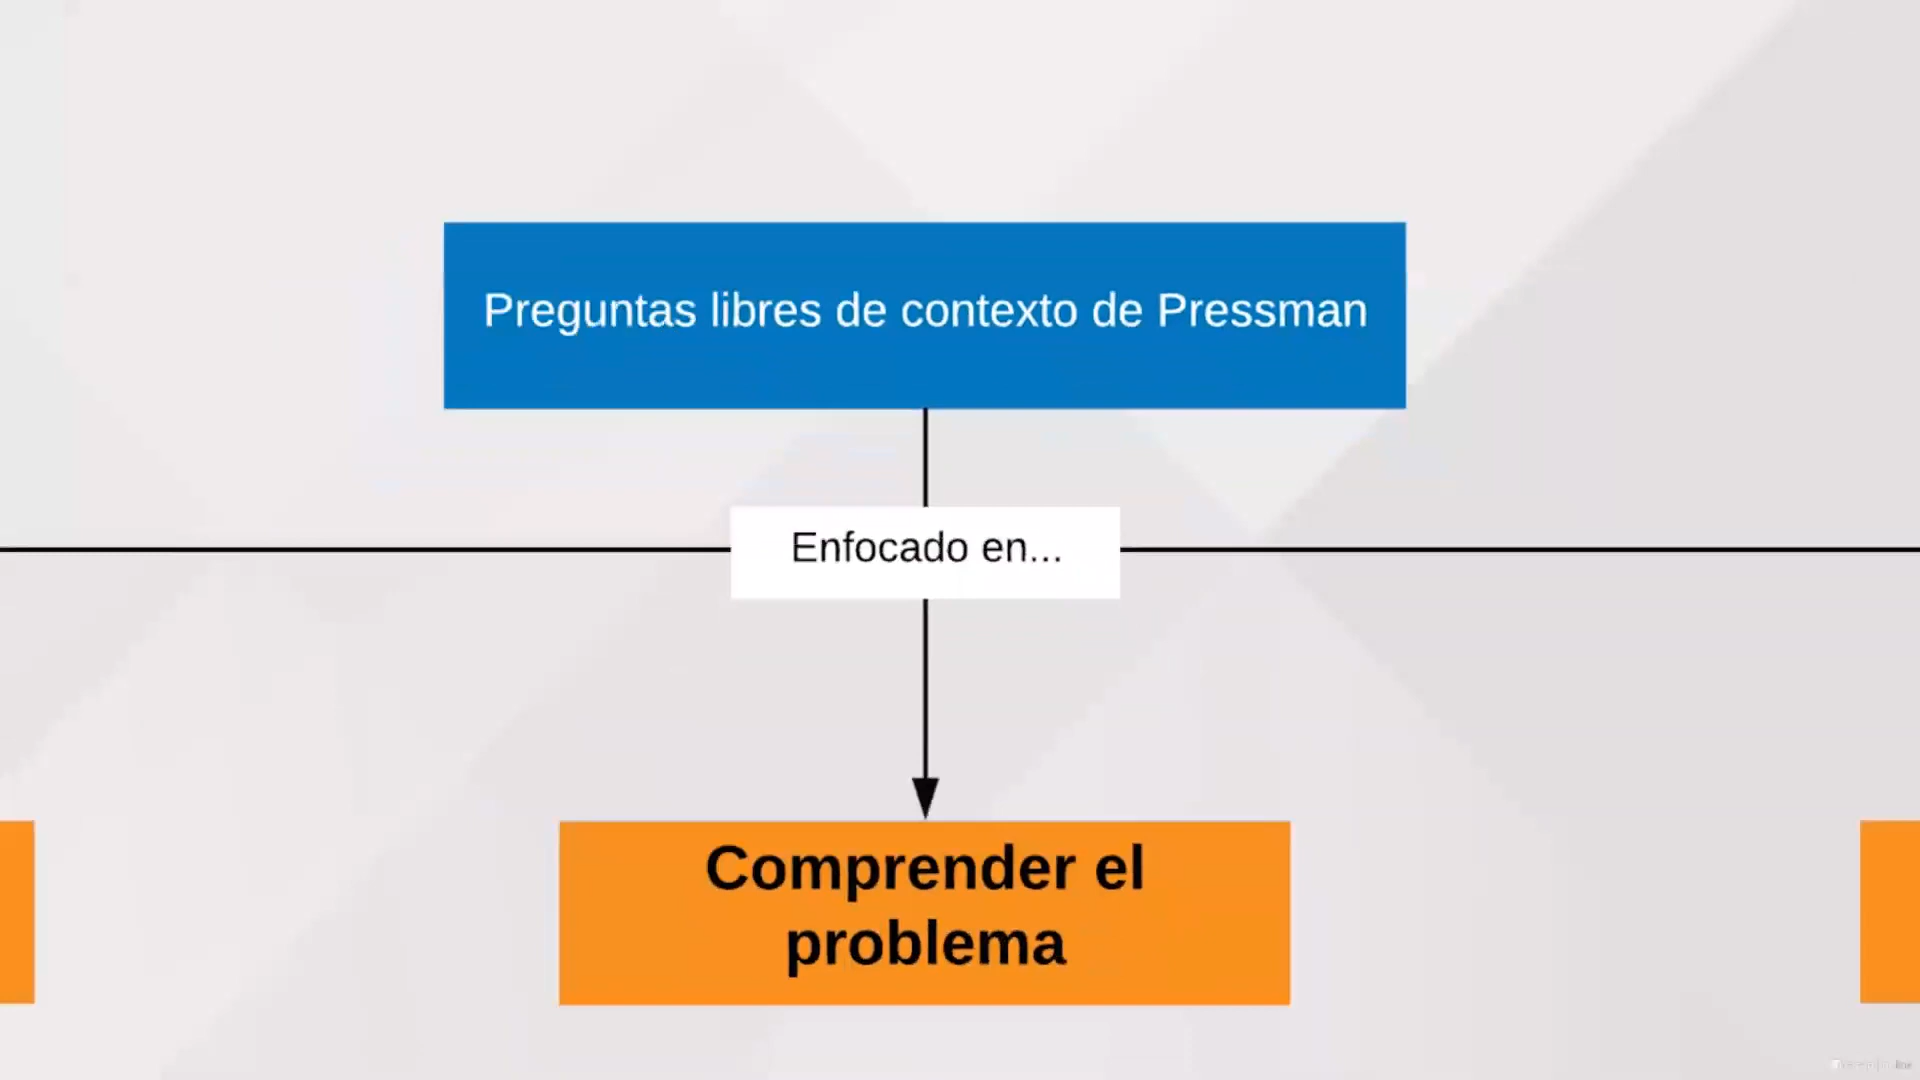 Preguntas libres de contexto de Pressman
Enfocado en...
Comprender el
problema